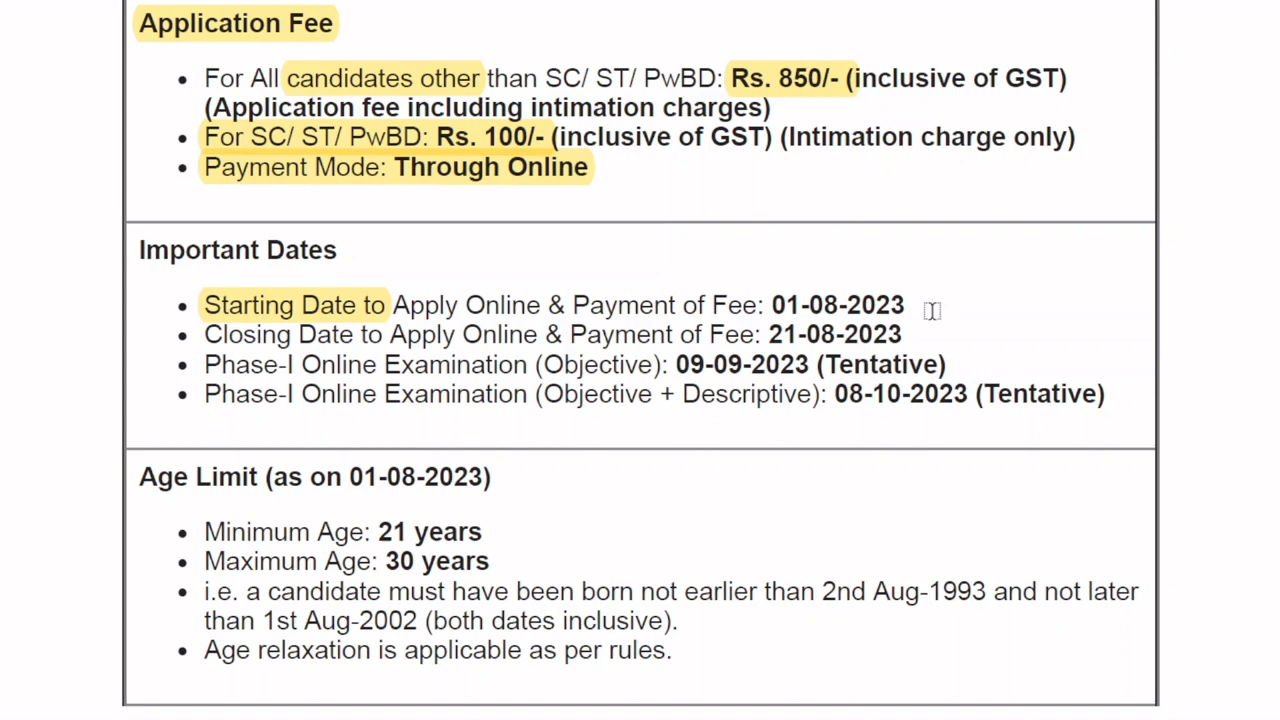 Application Fee
For All candidates other than SC/ ST/ PwBD: Rs. 850/- (inclusive of GST)
(Application fee including intimation charges)
For SC/ ST/ PwBD: Rs. 100/- (inclusive of GST) (Intimation charge only)
Payment Mode: Through Online
Important Dates
Starting Date to Apply Online & Payment of Fee: 01-08-2023
Closing Date to Apply Online & Payment of Fee: 21-08-2023
Phase-I Online Examination (Objective): 09-09-2023 (Tentative)
Phase-I Online Examination (Objective + Descriptive): 08-10-2023 (Tentative)
Age Limit (as on 01-08-2023)
Minimum Age: 21 years
Maximum Age: 30 years
i.e. a candidate must have been born not earlier than 2nd Aug-1993 and not later
than 1st Aug-2002 (both dates inclusive).
Age relaxation is applicable as per rules.